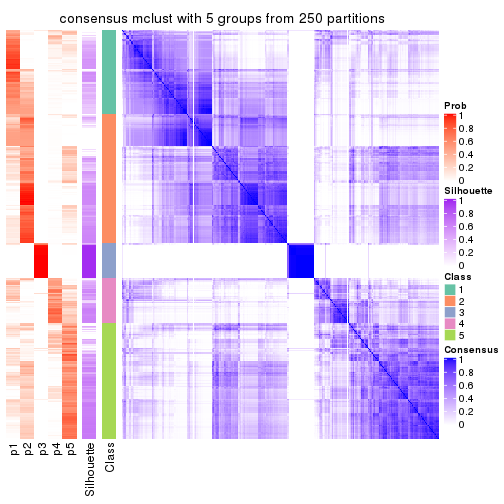 consensus mclust with 5 groups from 250 partitions
Prob
1
0.8
0.6
0.4
0.2
0
Silhouette
1
0.8
0.6
0.4
0.2
0
Class
1
2
3
4
5
Consensus
1
0.8
0.6
0.4
0.2
0
p1
p2
p3
p4
p5
Silhouette
Class